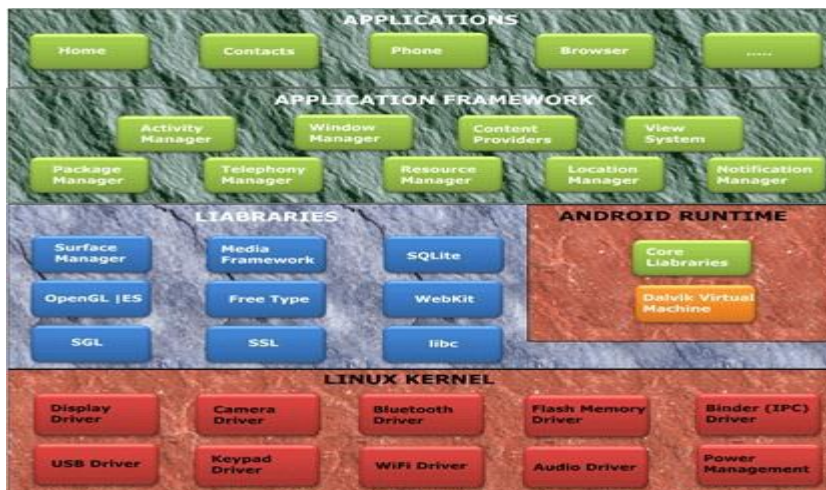 APPLICATIONS
Home
Contacts
Phone
Browser
.....
APPLICATION FRAMEWORK
Activity
Manager
Window
Manager
Content
Providers
View
System
Package
Manager
Telephony
Manager
Resource
Manager
Location
Manager
Notification
Manager
LIABRARIES
Surface
Manager
Media
Framework
SQLite
OpenGL |ES
Free Type
WebKit
SGL
SSL
libc
ANDROID RUNTIME
Core
Liabraries
Dalvik Virtual
Machine
LINUX KERNEL
Display
Driver
Camera
Driver
Bluetooth
Driver
Flash Memory
Driver
Binder (IPC)
Driver
USB Driver
Keypad
Driver
WiFi Driver
Audio Driver
Power
Management